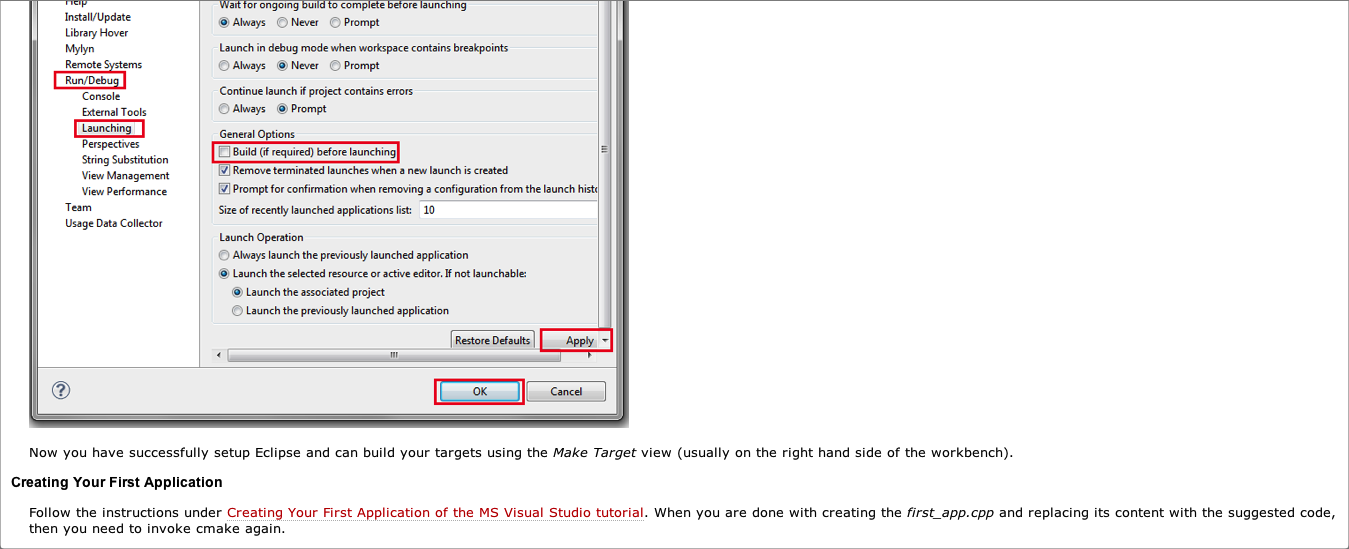 Help
Install/Update
Library Hover
Mylyn
Remote Systems
Run/Debug
Console
External Tools
Launching
Perspectives
String Substitution
View Management
View Performance
Team
Usage Data Collector
Wait for ongoing build to complete before launching
Always Never Prompt
Launch in debug mode when workspace contains breakpoints
Always Never Prompt
Continue launch if project contains errors
Always Prompt
General Options
Build (if required) before launching
Remove terminated launches when a new launch is created
Prompt for confirmation when removing a configuration from the launch histo
Size of recently launched applications list: 10
Launch Operation
Always launch the previously launched application
Launch the selected resource or active editor. If not launchable:
Launch the associated project
Launch the previously launched application
Restore Defaults Apply
OK Cancel
Now you have successfully setup Eclipse and can build your targets using the Make Target view (usually on the right hand side of the workbench).
Creating Your First Application
Follow the instructions under Creating Your First Application of the MS Visual Studio tutorial. When you are done with creating the first_app.cpp and replacing its content with the suggested code,
then you need to invoke cmake again.